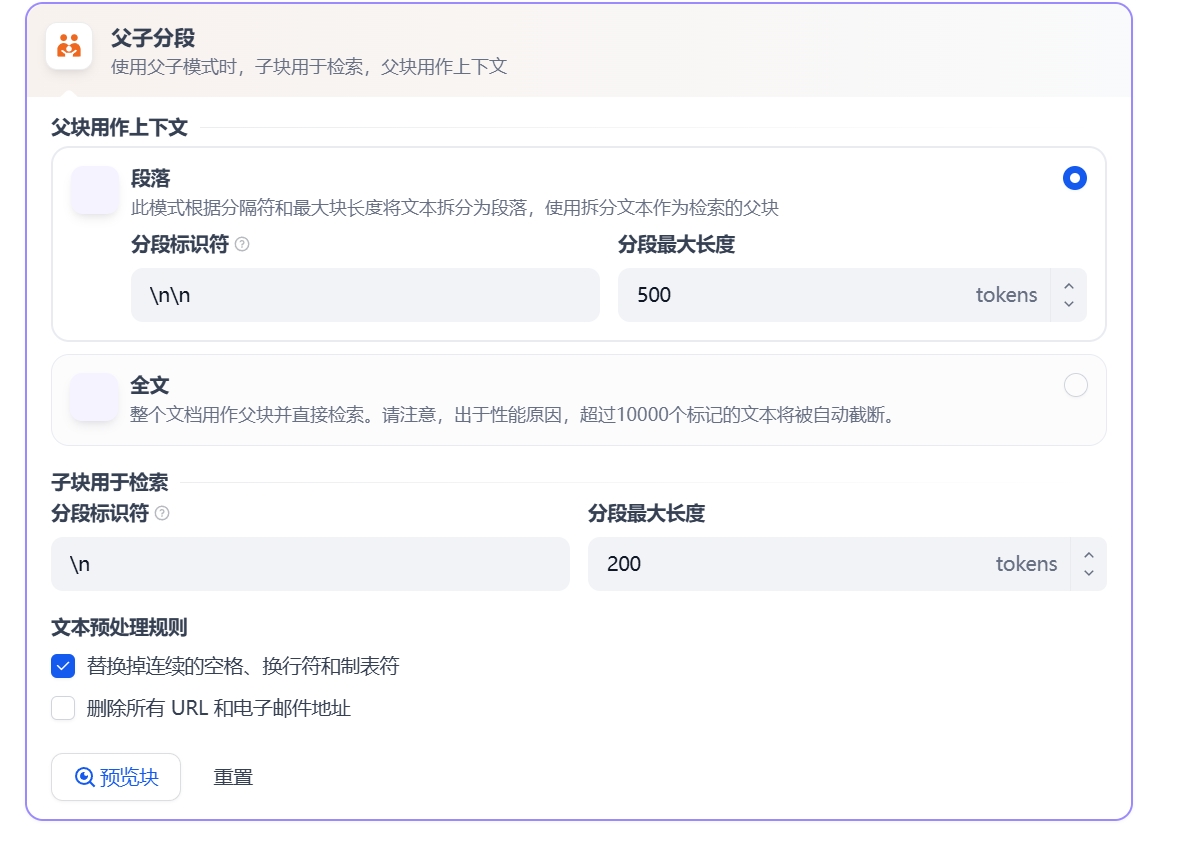 父子分段
使用父子模式时，子块用于检索，父块用作上下文
父块用作上下文
段落
此模式根据分隔符和最大块长度将文本拆分为段落，使用拆分文本作为检索的父块
分段标识符 ?
分段最大长度
\n\n
500 tokens
全文
整个文档用作父块并直接检索。请注意，出于性能原因，超过10000个标记的文本将被自动截断。
子块用于检索
分段标识符 ?
分段最大长度
\n
200 tokens
文本预处理规则
替换掉连续的空格、换行符和制表符
删除所有 URL 和电子邮件地址
预览块
重置